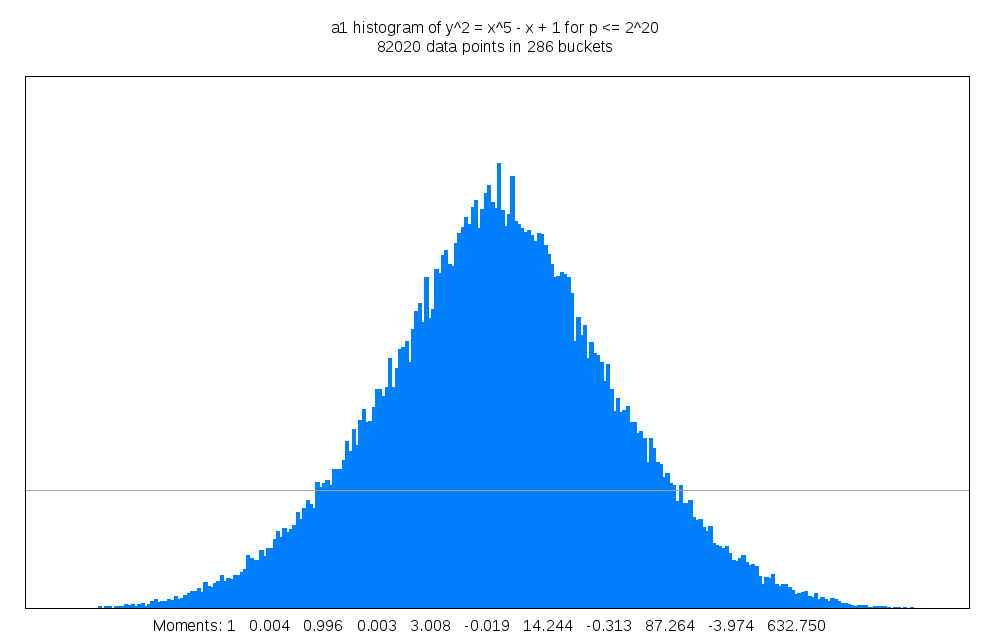 a1 histogram of y^2 = x^5 - x + 1 for p <= 2^20
82020 data points in 286 buckets
Moments: 1 0.004 0.996 0.003 3.008 -0.019 14.244 -0.313 87.264 -3.974 632.750